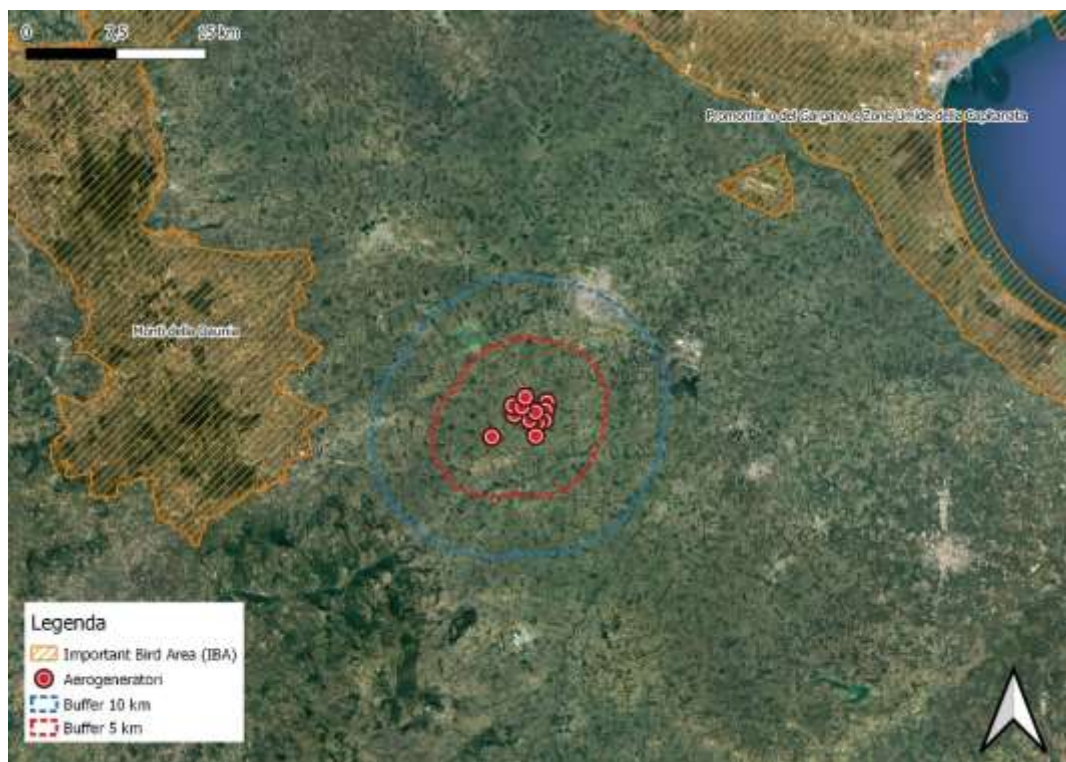 0 7,5 15 km
Promontorio del Gargano e Zone Umide della Capitanata
Monti della Daunia
Legenda
Important Bird Area (IBA)
Aerogeneratori
Buffer 10 km
Buffer 5 km